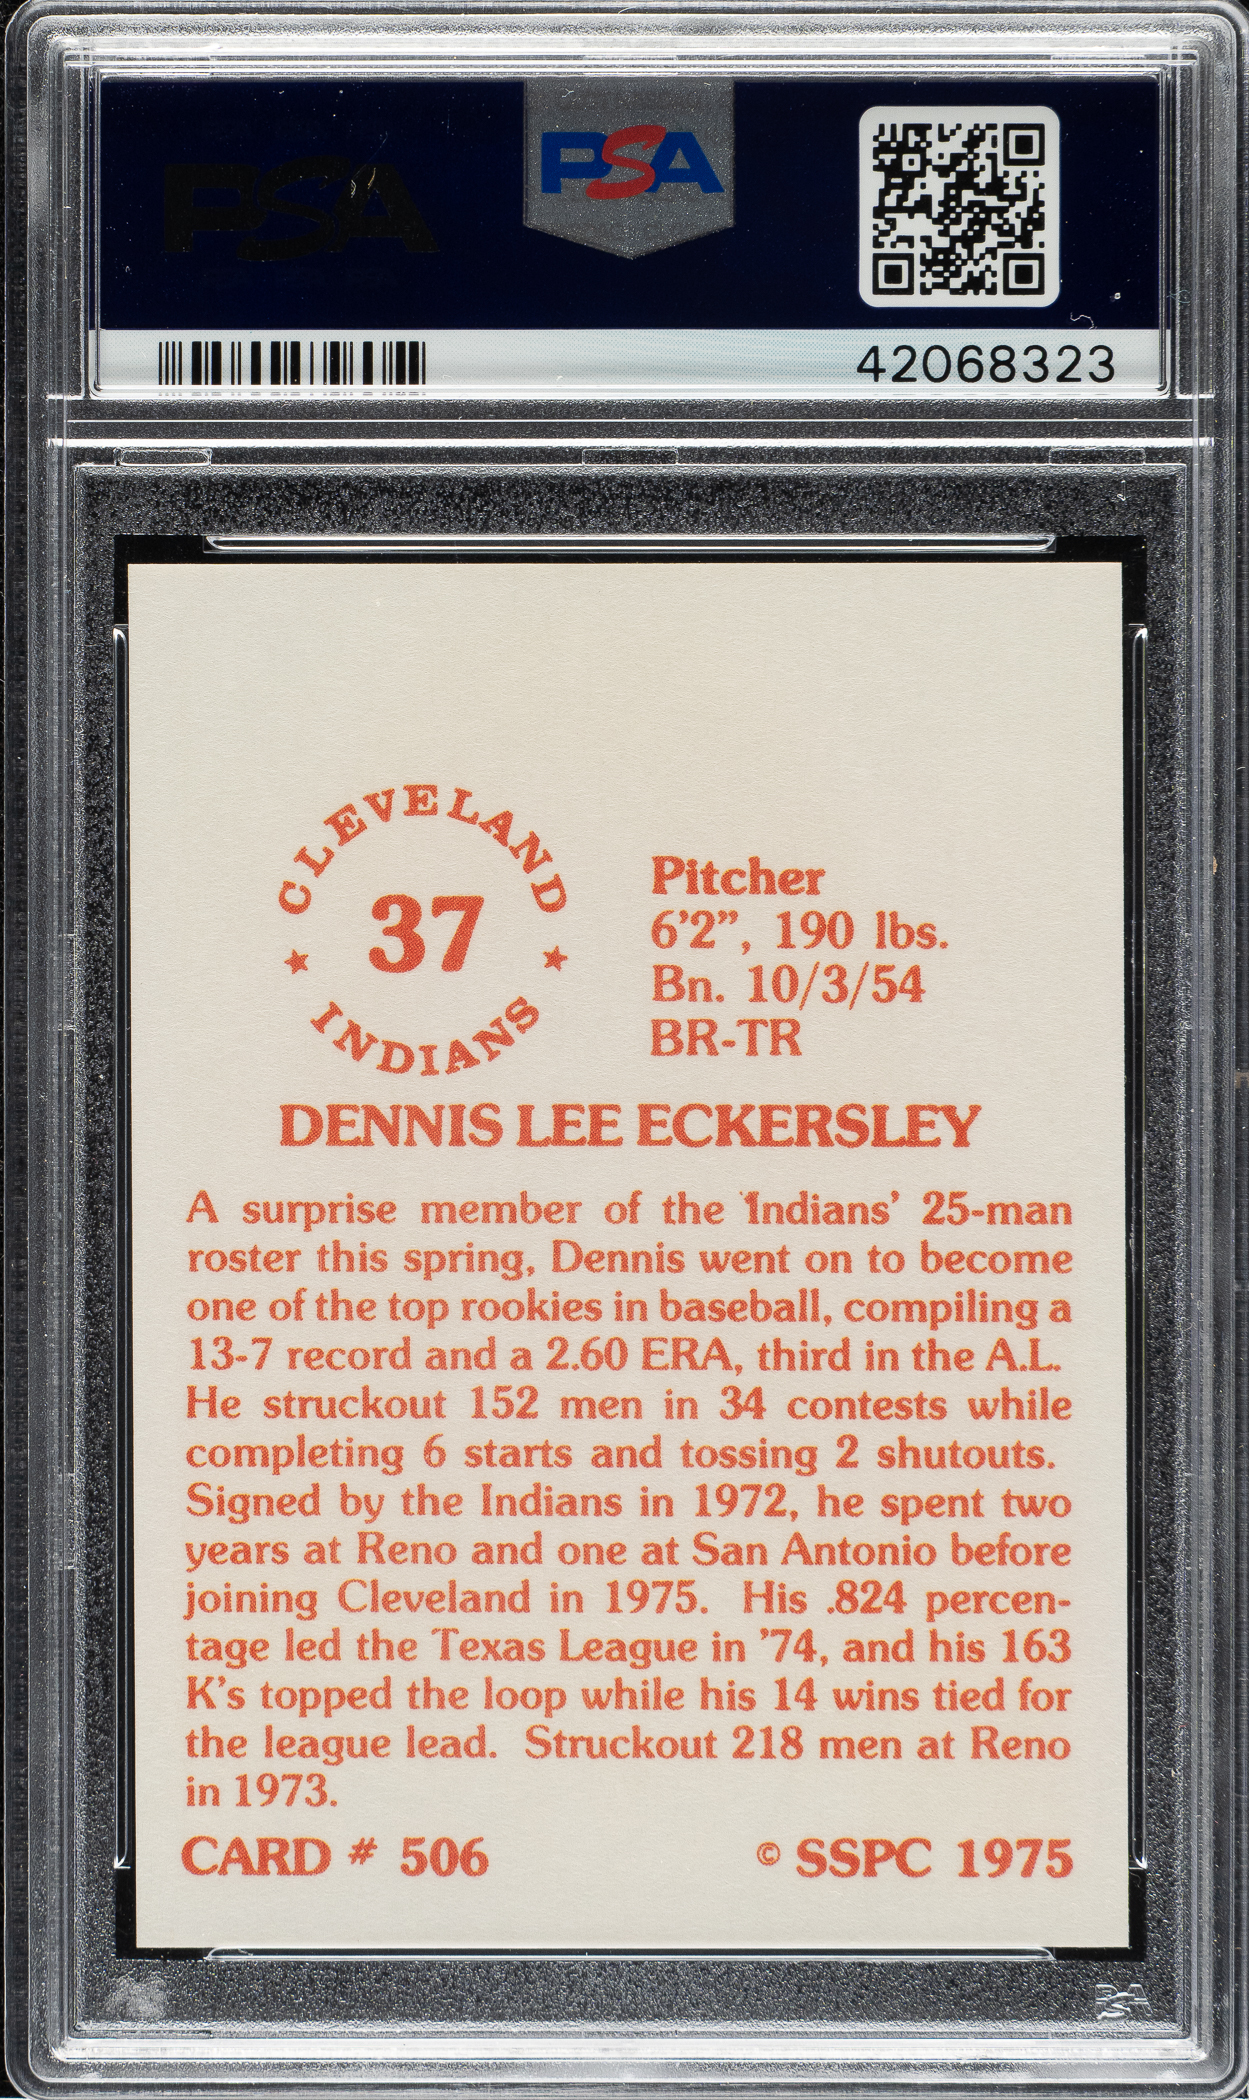 PSA
PSA
42068323
CLEVELAND
37
INDIANS
Pitcher
6'2", 190 lbs.
Bn. 10/3/54
BR-TR
DENNIS LEE ECKERSLEY
A surprise member of the Indians' 25-man
roster this spring, Dennis went on to become
one of the top rookies in baseball, compiling a
13-7 record and a 2.60 ERA, third in the A.L.
He struckout 152 men in 34 contests while
completing 6 starts and tossing 2 shutouts.
Signed by the Indians in 1972, he spent two
years at Reno and one at San Antonio before
joining Cleveland in 1975. His .824 percen-
tage led the Texas League in '74, and his 163
K's topped the loop while his 14 wins tied for
the league lead. Struckout 218 men at Reno
in 1973.
CARD # 506
© SSPC 1975
PSA